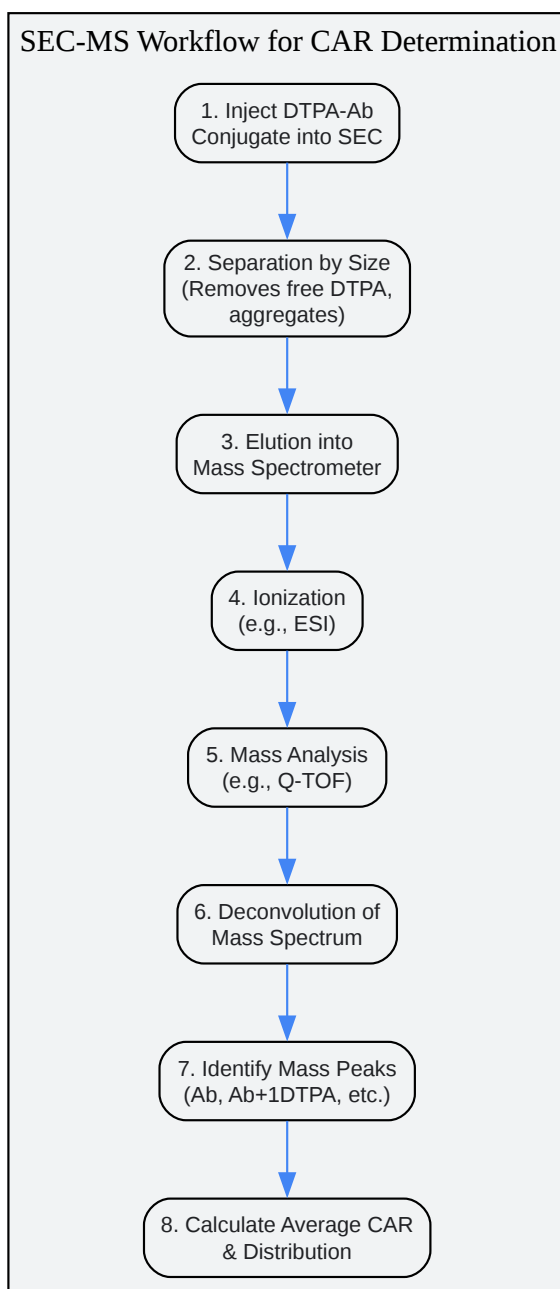 SEC-MS Workflow for CAR Determination
1. Inject DTPA-Ab
Conjugate into SEC
2. Separation by Size
(Removes free DTPA,
aggregates)
3. Elution into
Mass Spectrometer
4. Ionization
(e.g., ESI)
5. Mass Analysis
(e.g., Q-TOF)
6. Deconvolution of
Mass Spectrum
7. Identify Mass Peaks
(Ab, Ab+1DTPA, etc.)
8. Calculate Average CAR
& Distribution